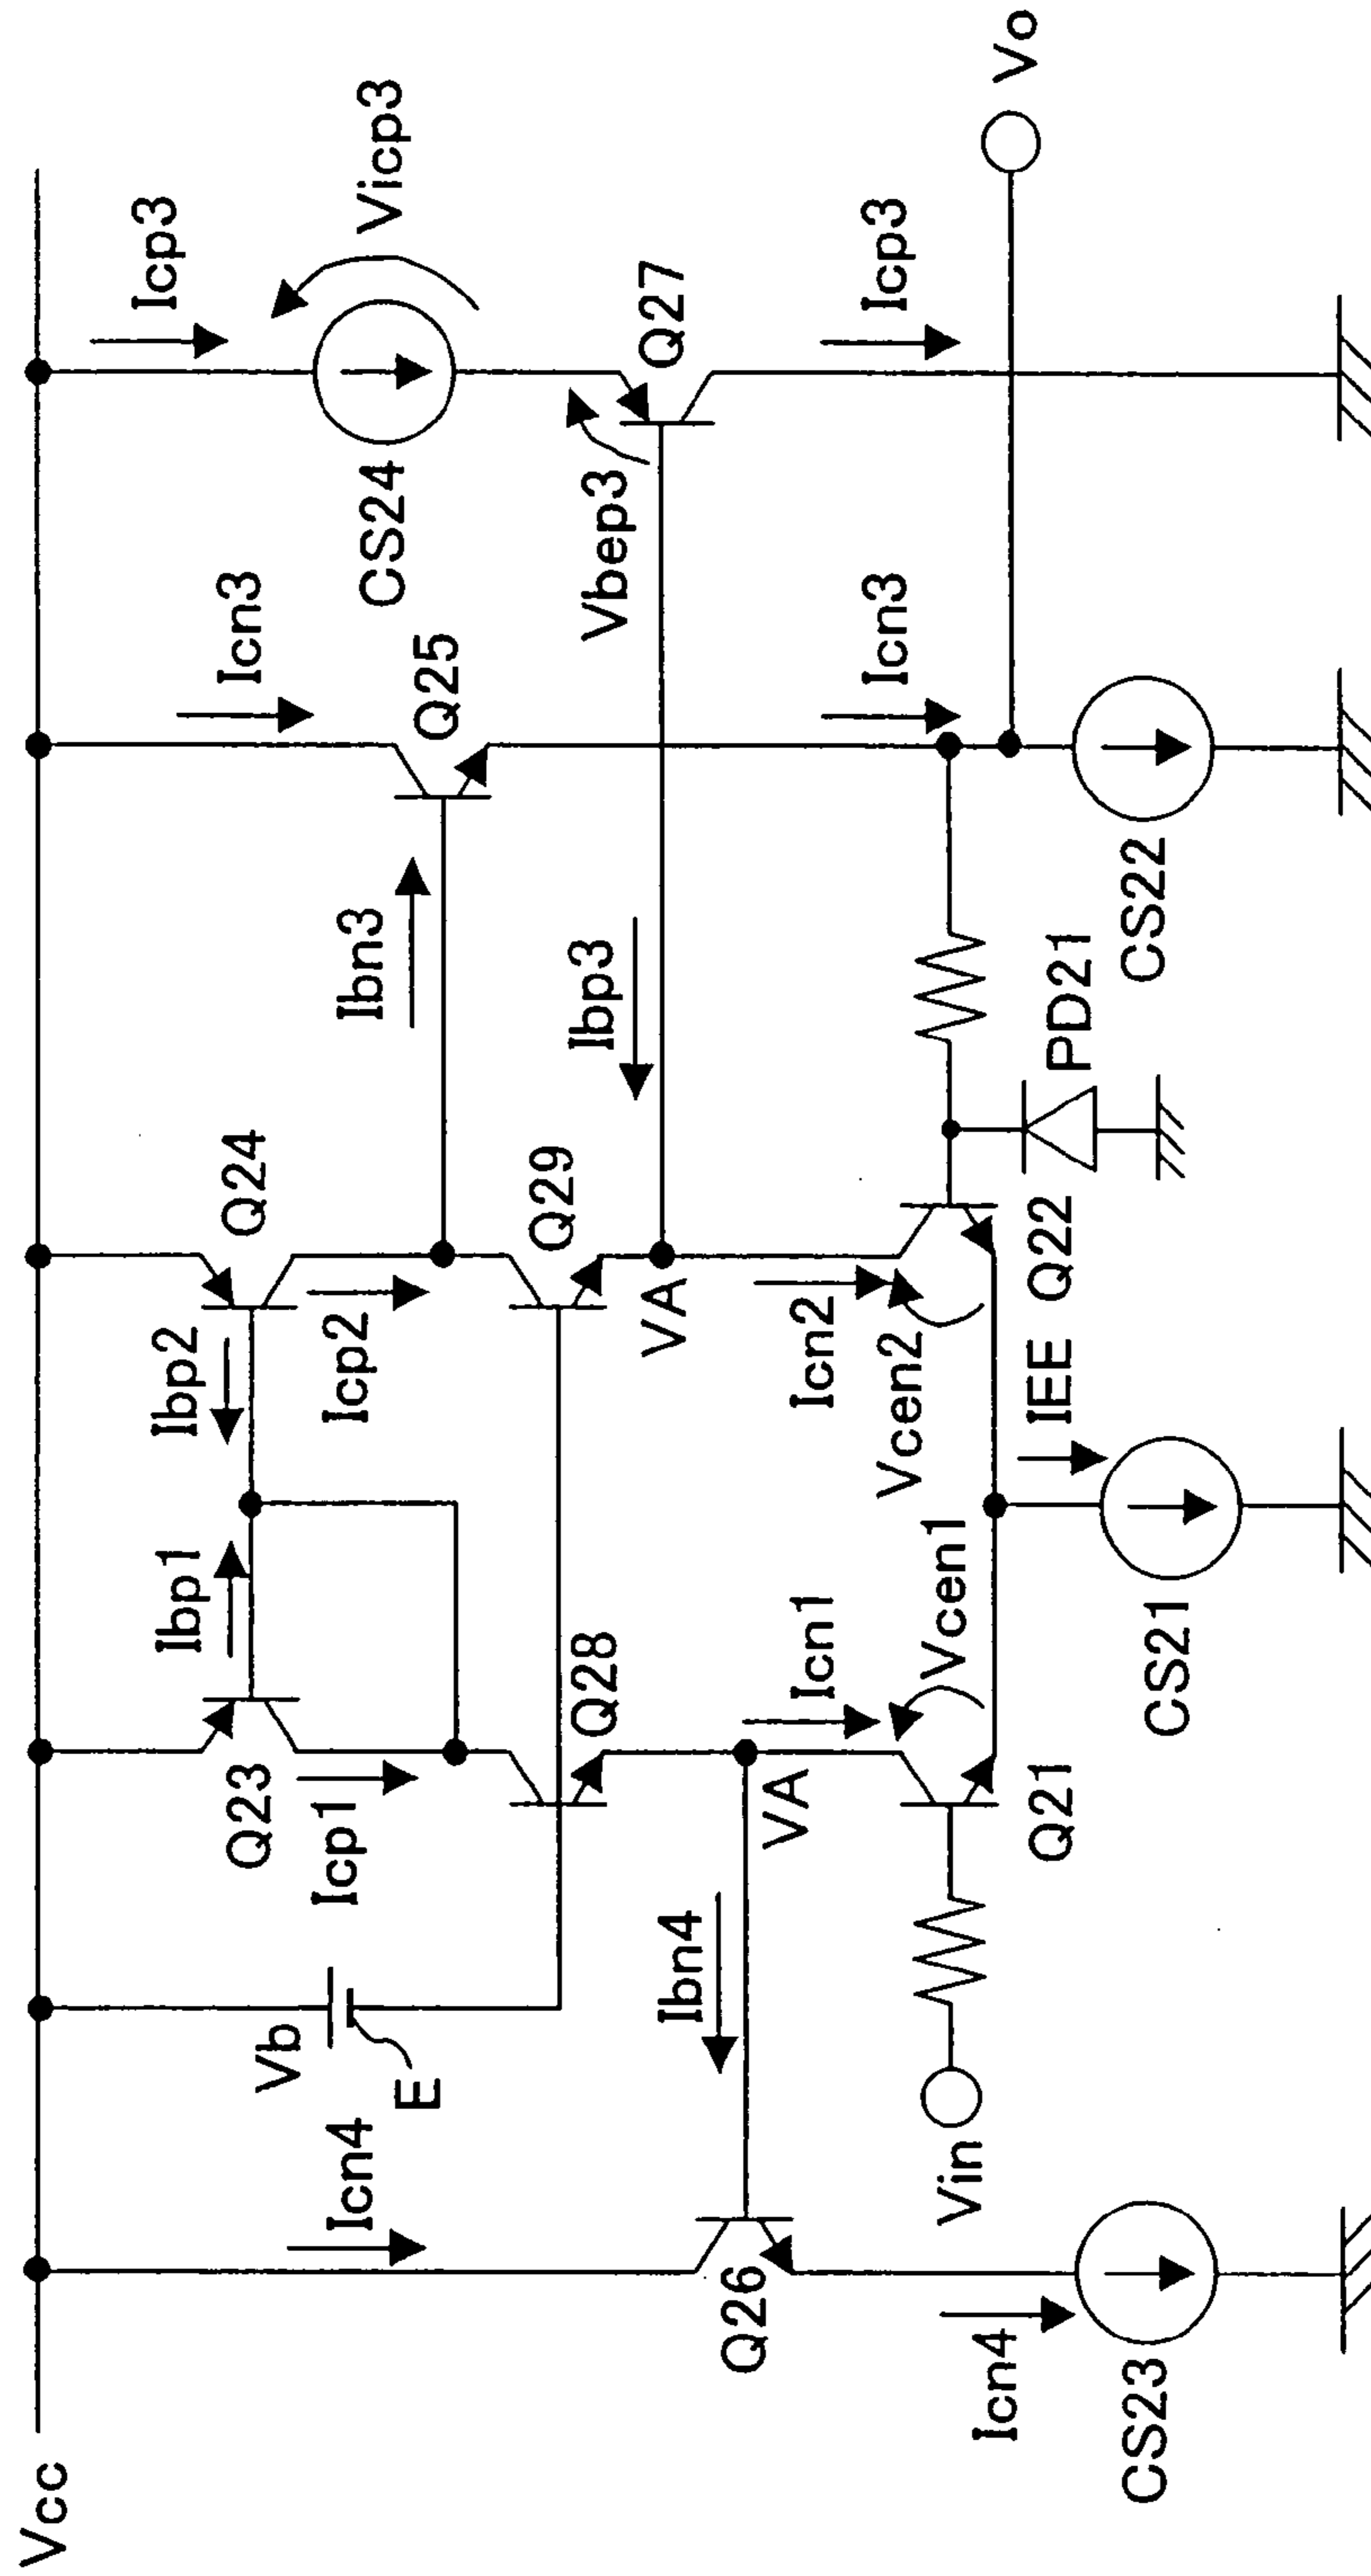 Vcc
Icn4
Q26
Icn4
CS23
Vb
E
Ibn4
Vin
Q23
Icp1
Ibp1
Q28
VA
Icn1
Vcen1
Q21
CS21
IEE
Ibp2
Q24
Icp2
Q29
VA
Icn2
Vcen2
Q22
PD21
Ibn3
Ibp3
Icn3
Q25
Icn3
CS22
Icp3
Vicp3
CS24
Vbep3
Q27
Icp3
Vo